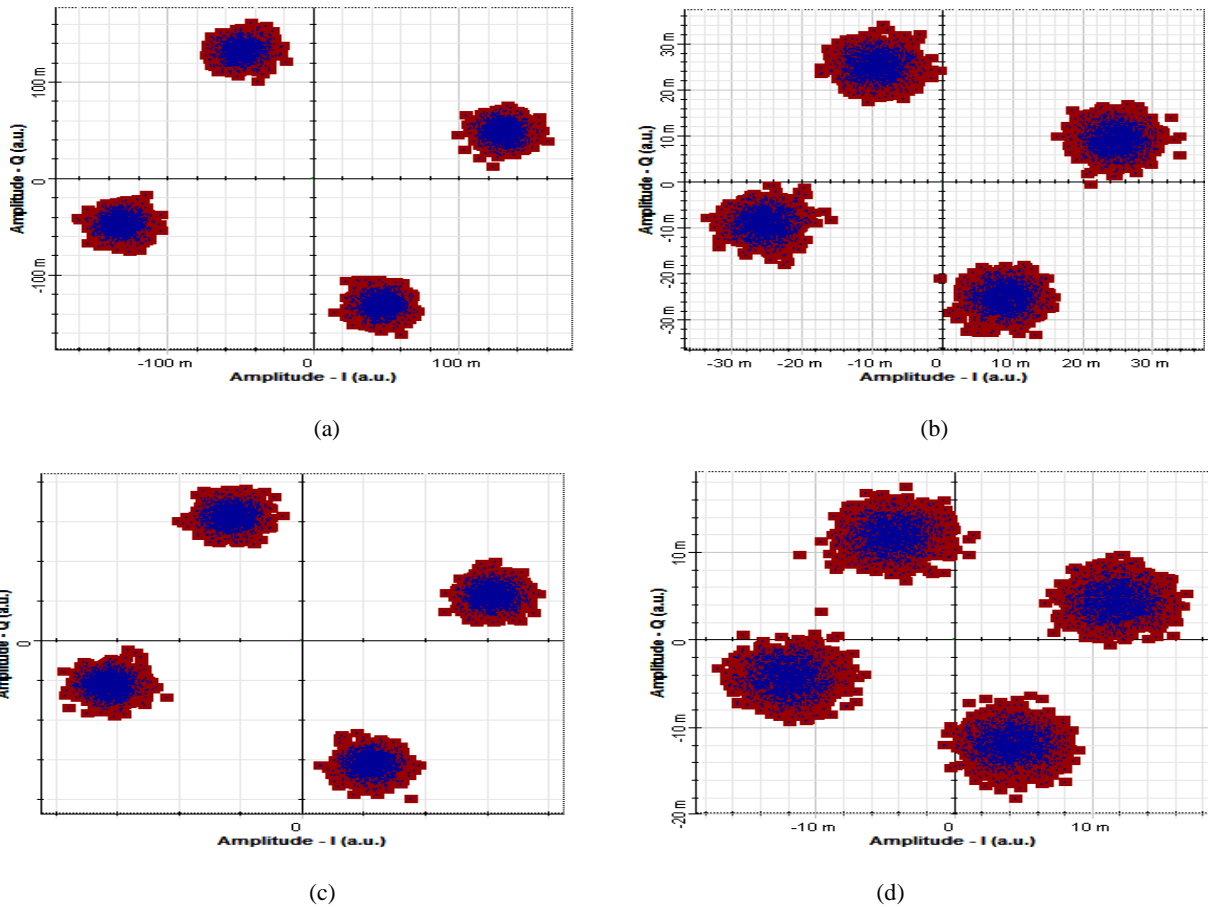 Amplitude - Q (a.u.)
100 m
0
-100 m
-100 m 0 100 m
Amplitude - I (a.u.)
(a)
Amplitude - Q (a.u.)
30 m
20 m
10 m
0
-10 m
-20 m
-30 m
-30 m -20 m -10 m 0 10 m 20 m 30 m
Amplitude - I (a.u.)
(b)
Amplitude - Q (a.u.)
0
0
Amplitude - I (a.u.)
(c)
Amplitude - Q (a.u.)
10 m
0
-10 m
-20 m
-10 m 0 10 m
Amplitude - I (a.u.)
(d)